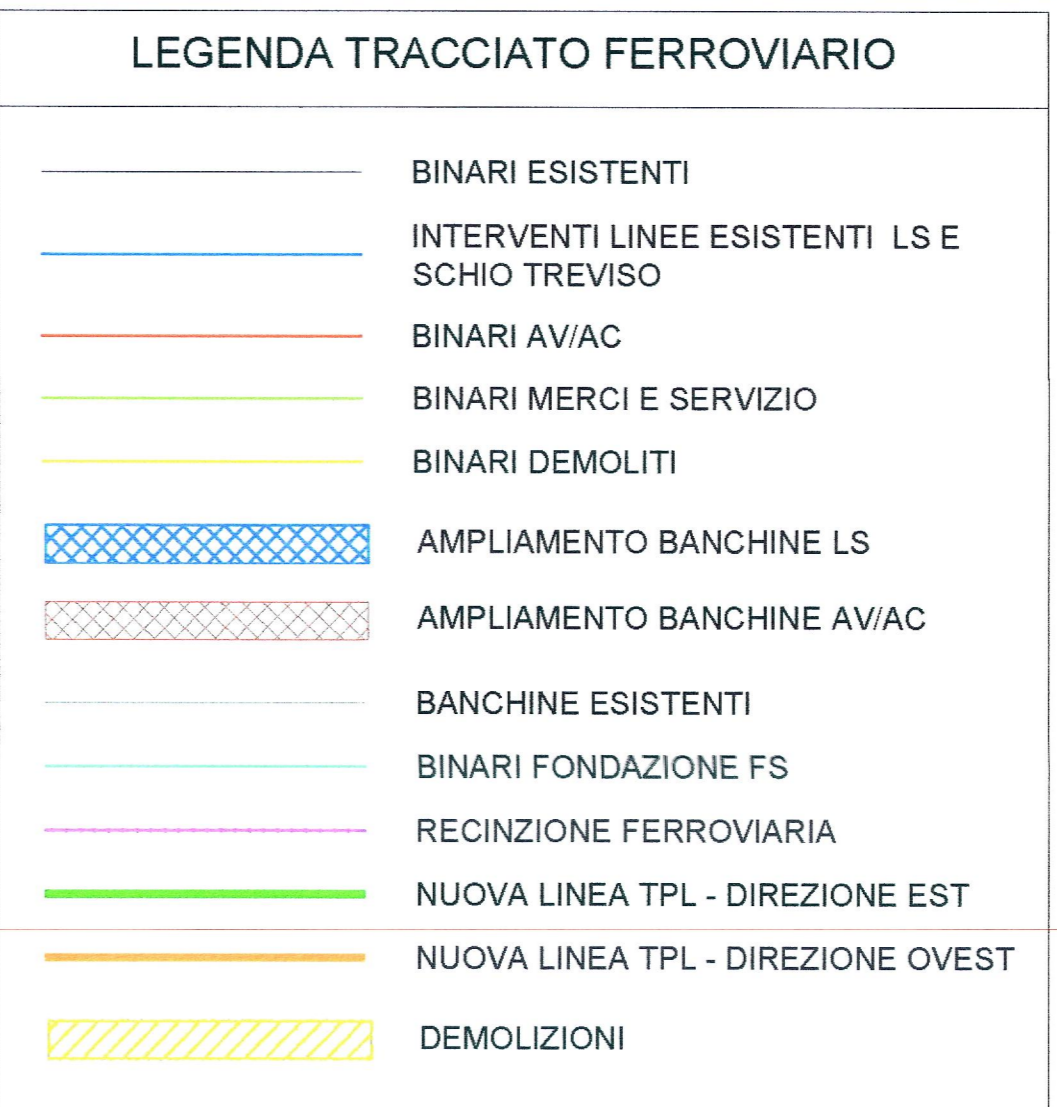 LEGENDA TRACCIATO FERROVIARIO
BINARI ESISTENTI
INTERVENTI LINEE ESISTENTI LS E
SCHIO TREVISO
BINARI AV/AC
BINARI MERCI E SERVIZIO
BINARI DEMOLITI
AMPLIAMENTO BANCHINE LS
AMPLIAMENTO BANCHINE AV/AC
BANCHINE ESISTENTI
BINARI FONDAZIONE FS
RECINZIONE FERROVIARIA
NUOVA LINEA TPL - DIREZIONE EST
NUOVA LINEA TPL - DIREZIONE OVEST
DEMOLIZIONI